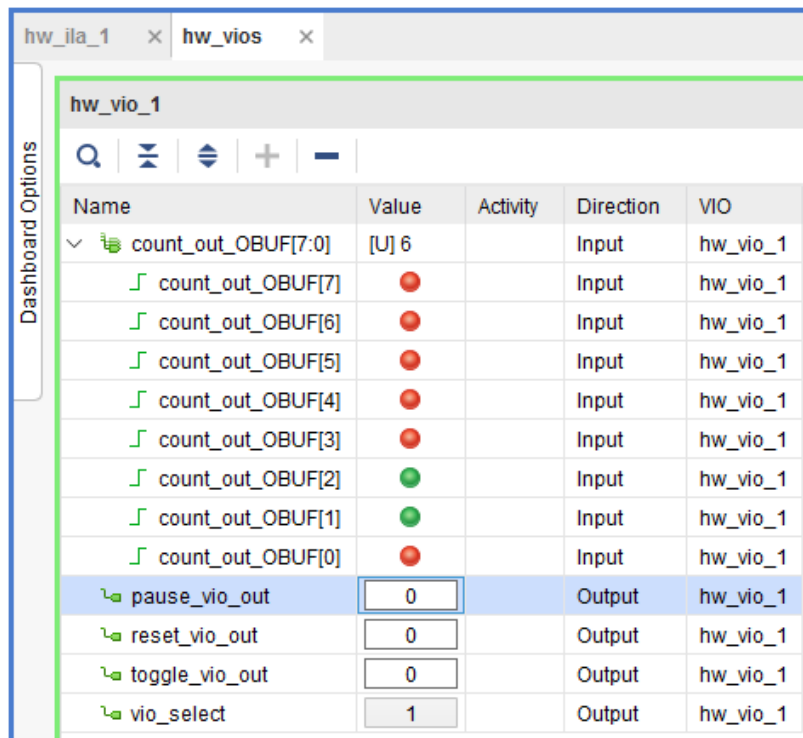 hw_ila_1 × hw_vios ×
Dashboard Options
hw_vio_1
Name Value Activity Direction VIO
count_out_OBUF[7:0] [U] 6 Input hw_vio_1
count_out_OBUF[7] Input hw_vio_1
count_out_OBUF[6] Input hw_vio_1
count_out_OBUF[5] Input hw_vio_1
count_out_OBUF[4] Input hw_vio_1
count_out_OBUF[3] Input hw_vio_1
count_out_OBUF[2] Input hw_vio_1
count_out_OBUF[1] Input hw_vio_1
count_out_OBUF[0] Input hw_vio_1
pause_vio_out 0 Output hw_vio_1
reset_vio_out 0 Output hw_vio_1
toggle_vio_out 0 Output hw_vio_1
vio_select 1 Output hw_vio_1